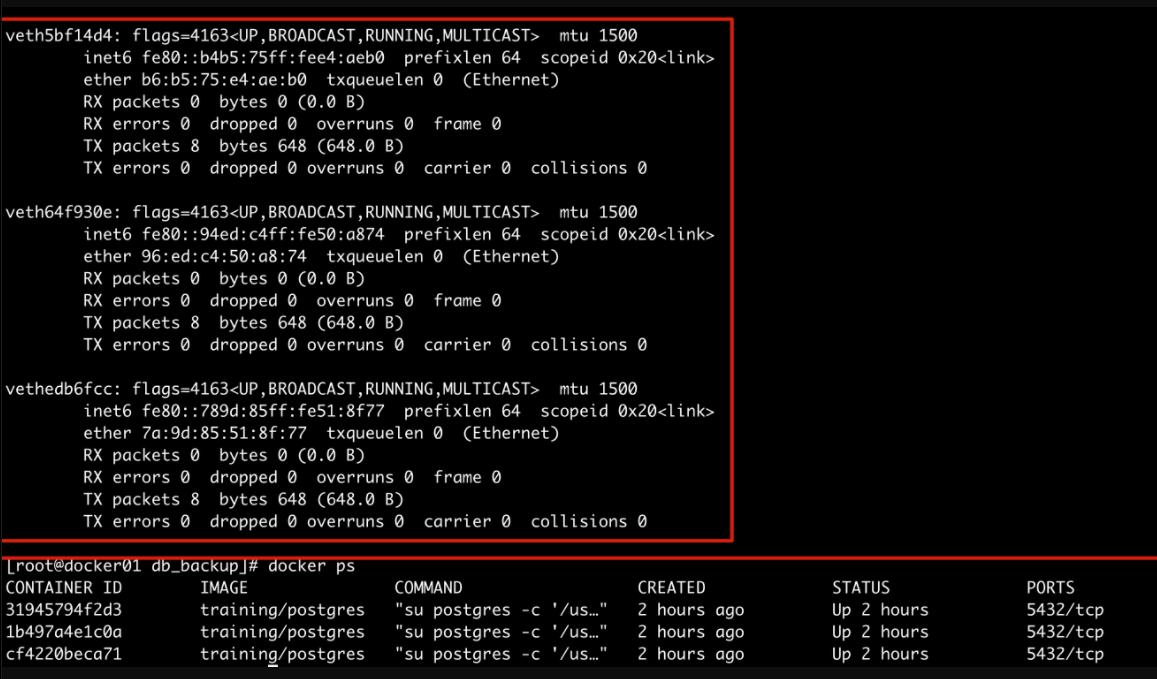 veth5bf14d4: flags=4163<UP,BROADCAST,RUNNING,MULTICAST>  mtu 1500
        inet6 fe80::b4b5:75ff:fee4:aeb0  prefixlen 64  scopeid 0x20<link>
        ether b6:b5:75:e4:ae:b0  txqueuelen 0  (Ethernet)
        RX packets 0  bytes 0 (0.0 B)
        RX errors 0  dropped 0  overruns 0  frame 0
        TX packets 8  bytes 648 (648.0 B)
        TX errors 0  dropped 0 overruns 0  carrier 0  collisions 0
veth64f930e: flags=4163<UP,BROADCAST,RUNNING,MULTICAST>  mtu 1500
        inet6 fe80::94ed:c4ff:fe50:a874  prefixlen 64  scopeid 0x20<link>
        ether 96:ed:c4:50:a8:74  txqueuelen 0  (Ethernet)
        RX packets 0  bytes 0 (0.0 B)
        RX errors 0  dropped 0  overruns 0  frame 0
        TX packets 8  bytes 648 (648.0 B)
        TX errors 0  dropped 0 overruns 0  carrier 0  collisions 0
vethedb6fcc: flags=4163<UP,BROADCAST,RUNNING,MULTICAST>  mtu 1500
        inet6 fe80::789d:85ff:fe51:8f77  prefixlen 64  scopeid 0x20<link>
        ether 7a:9d:85:51:8f:77  txqueuelen 0  (Ethernet)
        RX packets 0  bytes 0 (0.0 B)
        RX errors 0  dropped 0  overruns 0  frame 0
        TX packets 8  bytes 648 (648.0 B)
        TX errors 0  dropped 0 overruns 0  carrier 0  collisions 0
[root@docker01 db_backup]# docker ps
CONTAINER ID        IMAGE               COMMAND                  CREATED             STATUS              PORTS
31945794f2d3        training/postgres   "su postgres -c '/us…"   2 hours ago         Up 2 hours          5432/tcp
1b497a4e1c0a        training/postgres   "su postgres -c '/us…"   2 hours ago         Up 2 hours          5432/tcp
cf4220beca71        training/postgres   "su postgres -c '/us…"   2 hours ago         Up 2 hours          5432/tcp